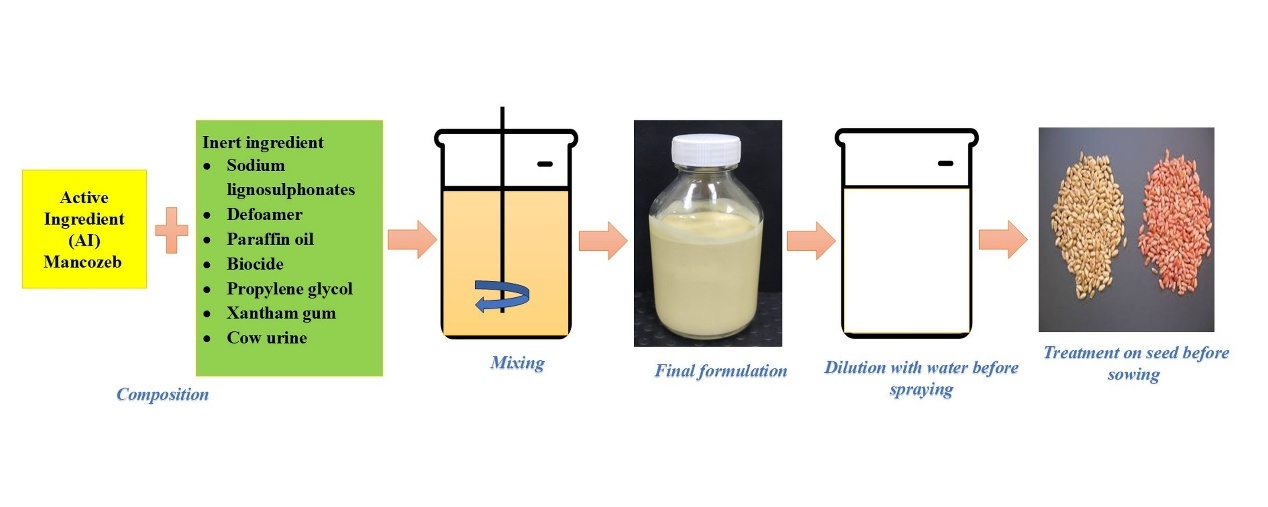 Active
Ingredient
(AI)
Mancozeb
Inert ingredient
• Sodium
lignosulphonates
• Defoamer
• Paraffin oil
• Biocide
• Propylene glycol
• Xantham gum
• Cow urine
Composition
Mixing
Final formulation
Dilution with water before
spraying
Treatment on seed before
sowing